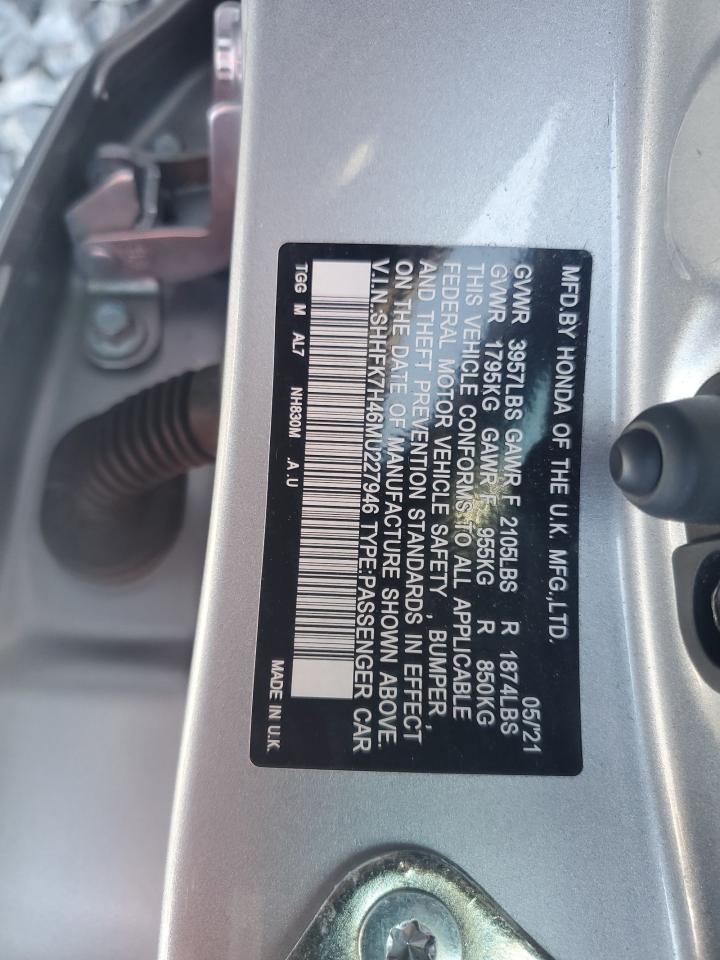 MFD.BY HONDA OF THE U.K. MFG.,LTD.
05/'21
GVWR 3957LBS GAWR F 2105LBS R 1874LBS
GVWR 1795KG GAWR F 955KG R 850KG
THIS VEHICLE CONFORMS TO ALL APPLICABLE
FEDERAL MOTOR VEHICLE SAFETY , BUMPER ,
AND THEFT PREVENTION STANDARDS IN EFFECT
ON THE DATE OF MANUFACTURE SHOWN ABOVE.
V.I.N.:SHHFK7H46MU227946 TYPE:PASSENGER CAR
TGG M AL7 NH830M .A .U MADE IN U.K.